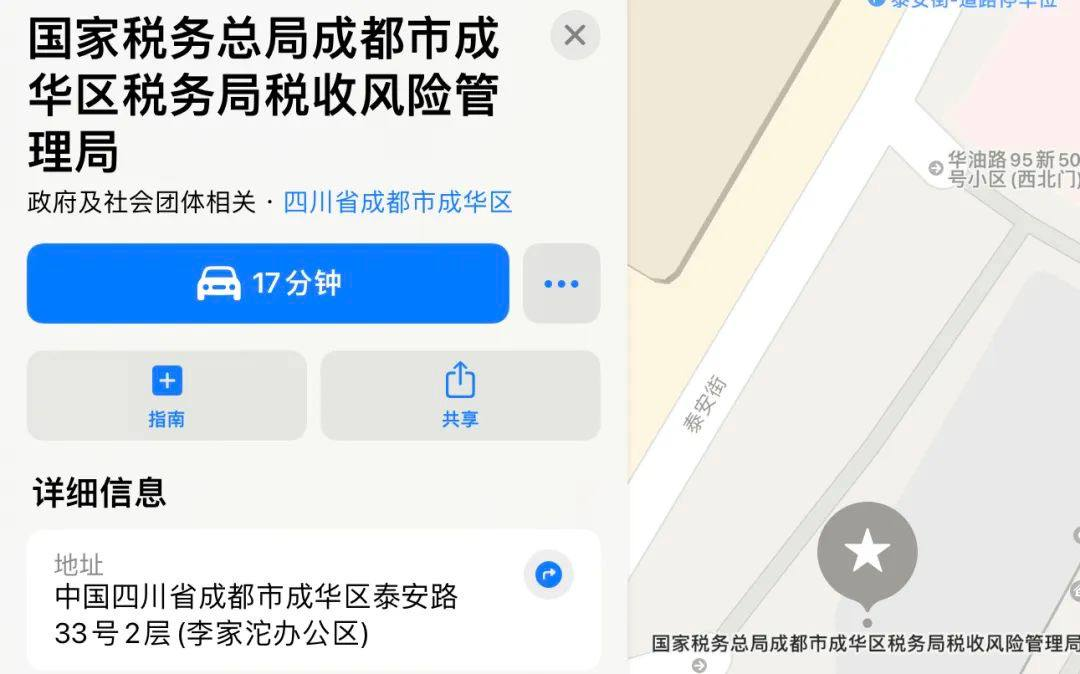 国家税务总局成都市成
华区税务局税收风险管
理局
政府及社会团体相关 · 四川省成都市成华区
17分钟
指南
共享
详细信息
地址
中国四川省成都市成华区泰安路
33号2层(李家沱办公区)
泰安街-道路停车位
华油路95新50
号小区(西北门)
泰安街
国家税务总局成都市成华区税务局税收风险管理局